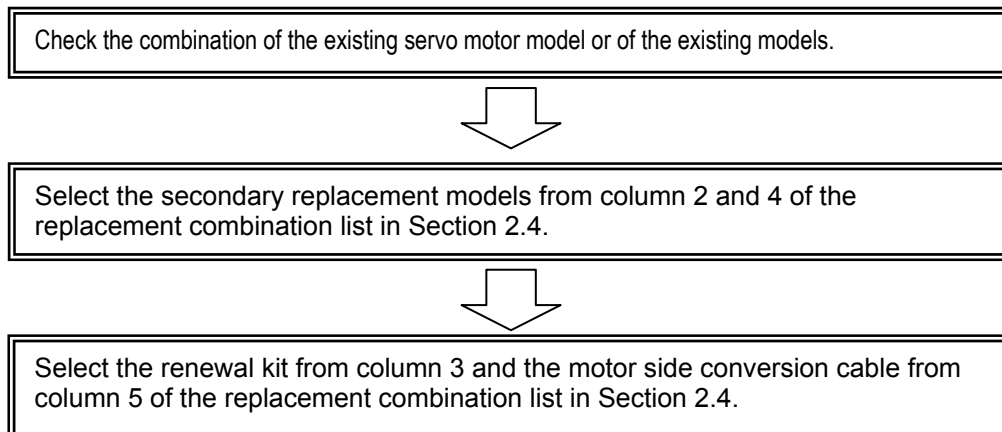 Check the combination of the existing servo motor model or of the existing models.
Select the secondary replacement models from column 2 and 4 of the
replacement combination list in Section 2.4.
Select the renewal kit from column 3 and the motor side conversion cable from
column 5 of the replacement combination list in Section 2.4.